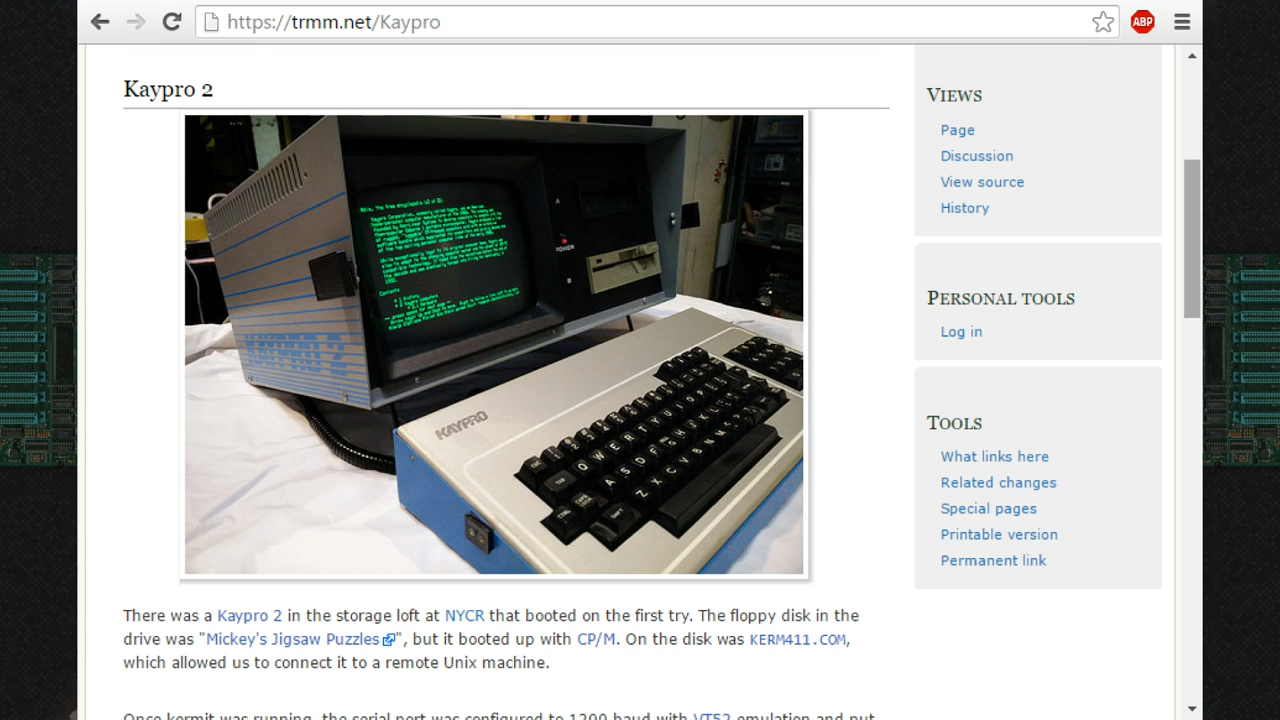 https://trmm.net/Kaypro
ABP
Kaypro 2
A
POWER
B
KAYPRO 2
KAYPRO
There was a Kaypro 2 in the storage loft at NYCR that booted on the first try. The floppy disk in the
drive was "Mickey's Jigsaw Puzzles", but it booted up with CP/M. On the disk was KERM411.COM,
which allowed us to connect it to a remote Unix machine.
Once kermit was running, the serial port was configured to 1200 baud with VT52 emulation and put
Views
Page
Discussion
View source
History
Personal tools
Log in
Tools
What links here
Related changes
Special pages
Printable version
Permanent link